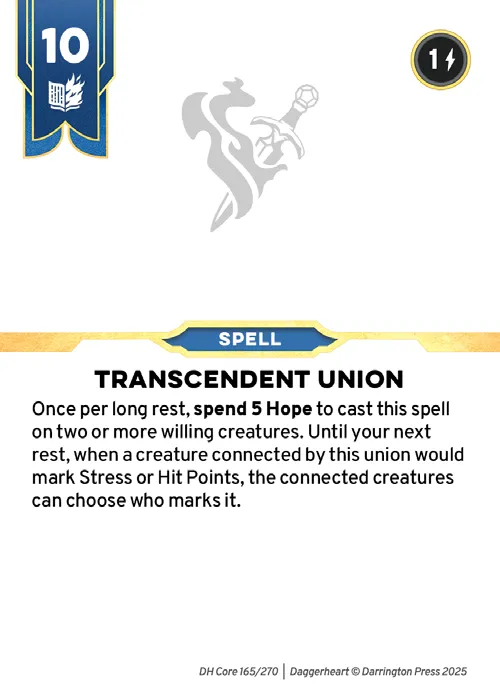 10
1
SPELL
TRANSCENDENT UNION
Once per long rest, spend 5 Hope to cast this spell
on two or more willing creatures. Until your next
rest, when a creature connected by this union would
mark Stress or Hit Points, the connected creatures
can choose who marks it.
DH Core 165/270 | Daggerheart © Darrington Press 2025